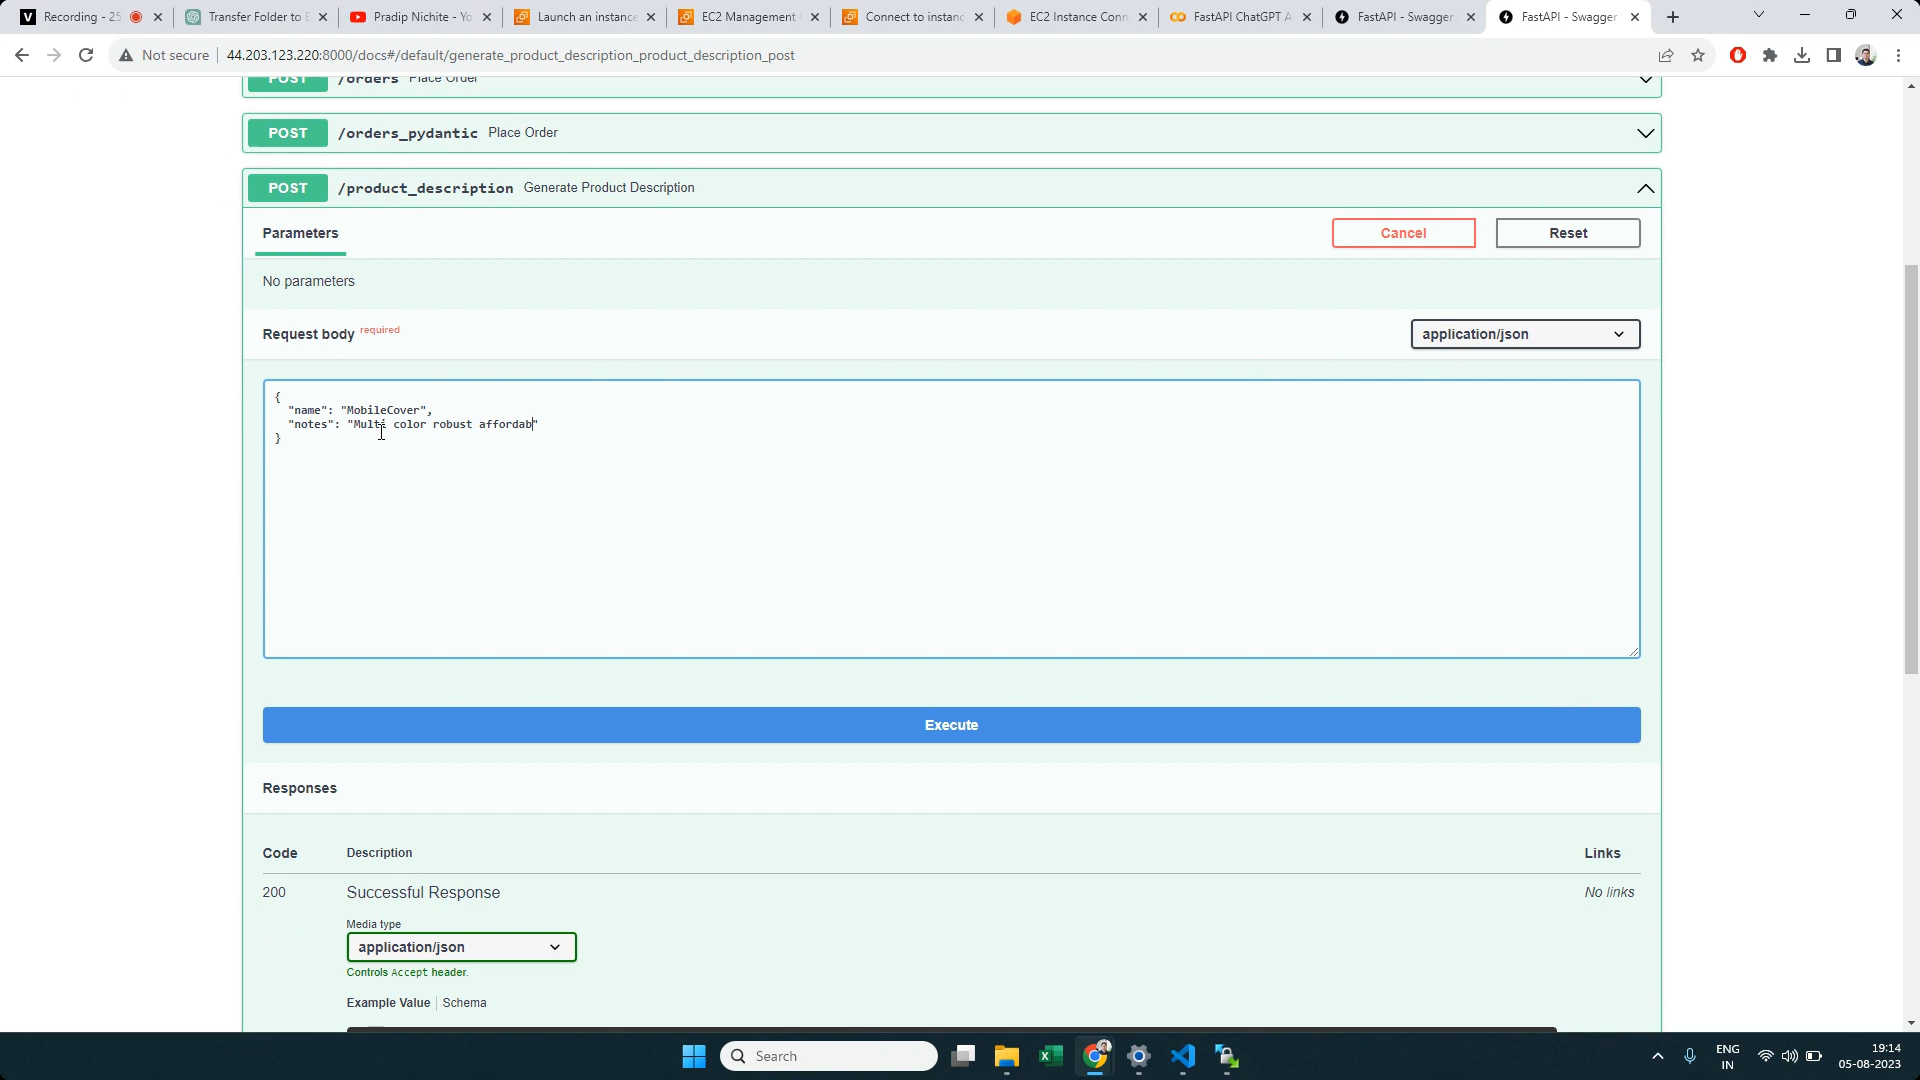 Recording - 25
Transfer Folder to E
Pradip Nichite - Yo
Launch an instance
EC2 Management
Connect to instanc
EC2 Instance Conn
FastAPI ChatGPT A
FastAPI - Swagger
FastAPI - Swagger
Not secure
44.203.123.220:8000/docs#/default/generate_product_description_product_description_post
POST /orders Place Order
POST /orders_pydantic Place Order
POST /product_description Generate Product Description
Parameters
Cancel
Reset
No parameters
Request body required
application/json
{
"name": "MobileCover",
"notes": "Multi color robust affordab"
}
Execute
Responses
Code
Description
Links
200
Successful Response
No links
Media type
application/json
Controls Accept header.
Example Value
Schema
Search
ENG
IN
19:14
05-08-2023